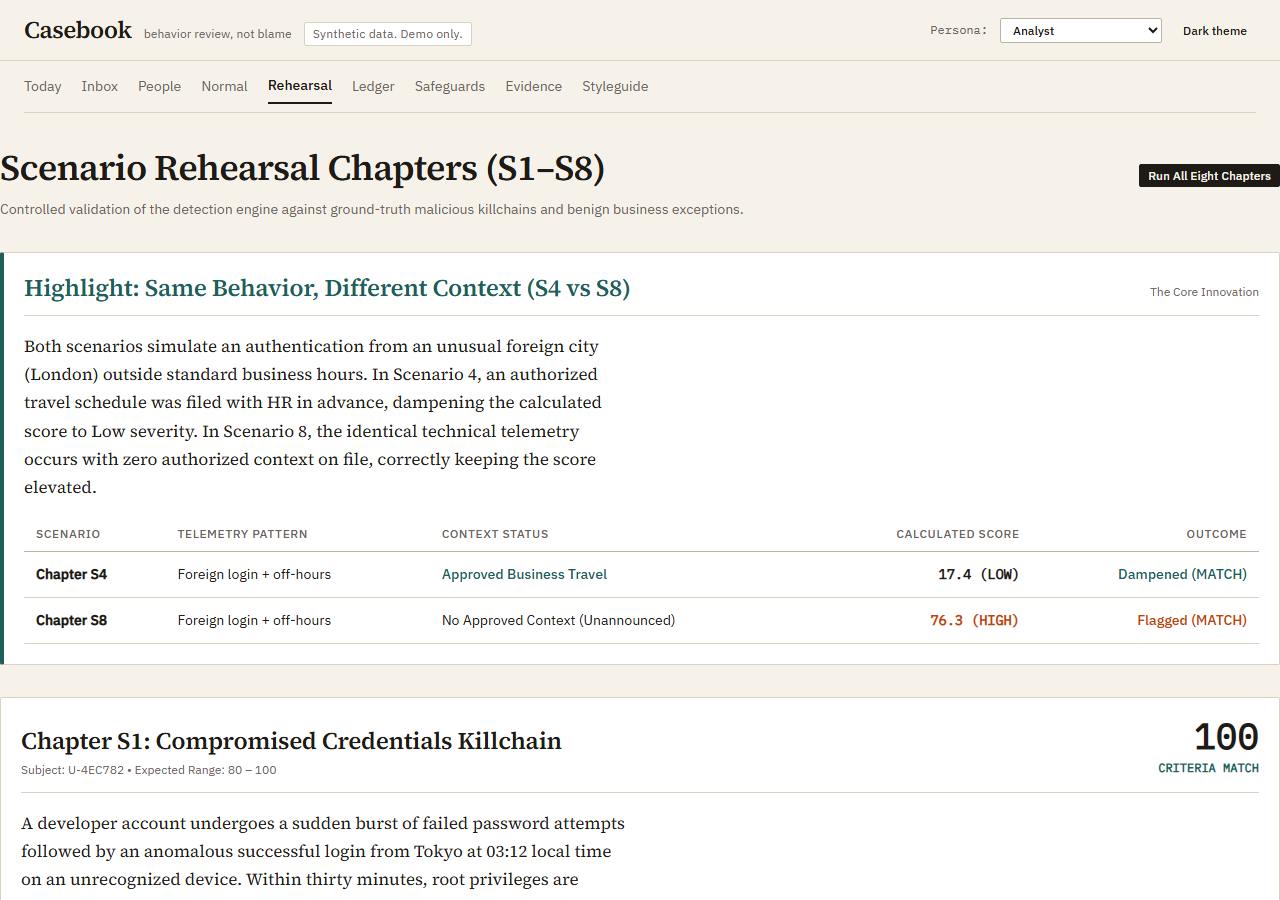 Casebook behavior review, not blame Synthetic data. Demo only. Persona: Analyst Dark theme
Today Inbox People Normal Rehearsal Ledger Safeguards Evidence Styleguide
Scenario Rehearsal Chapters (S1–S8)
Run All Eight Chapters
Controlled validation of the detection engine against ground-truth malicious killchains and benign business exceptions.
Highlight: Same Behavior, Different Context (S4 vs S8)
The Core Innovation
Both scenarios simulate an authentication from an unusual foreign city
(London) outside standard business hours. In Scenario 4, an authorized
travel schedule was filed with HR in advance, dampening the calculated
score to Low severity. In Scenario 8, the identical technical telemetry
occurs with zero authorized context on file, correctly keeping the score
elevated.
SCENARIO TELEMETRY PATTERN CONTEXT STATUS CALCULATED SCORE OUTCOME
Chapter S4 Foreign login + off-hours Approved Business Travel 17.4 (LOW) Dampened (MATCH)
Chapter S8 Foreign login + off-hours No Approved Context (Unannounced) 76.3 (HIGH) Flagged (MATCH)
Chapter S1: Compromised Credentials Killchain
100
Subject: U-4EC782 • Expected Range: 80 – 100
CRITERIA MATCH
A developer account undergoes a sudden burst of failed password attempts
followed by an anomalous successful login from Tokyo at 03:12 local time
on an unrecognized device. Within thirty minutes, root privileges are